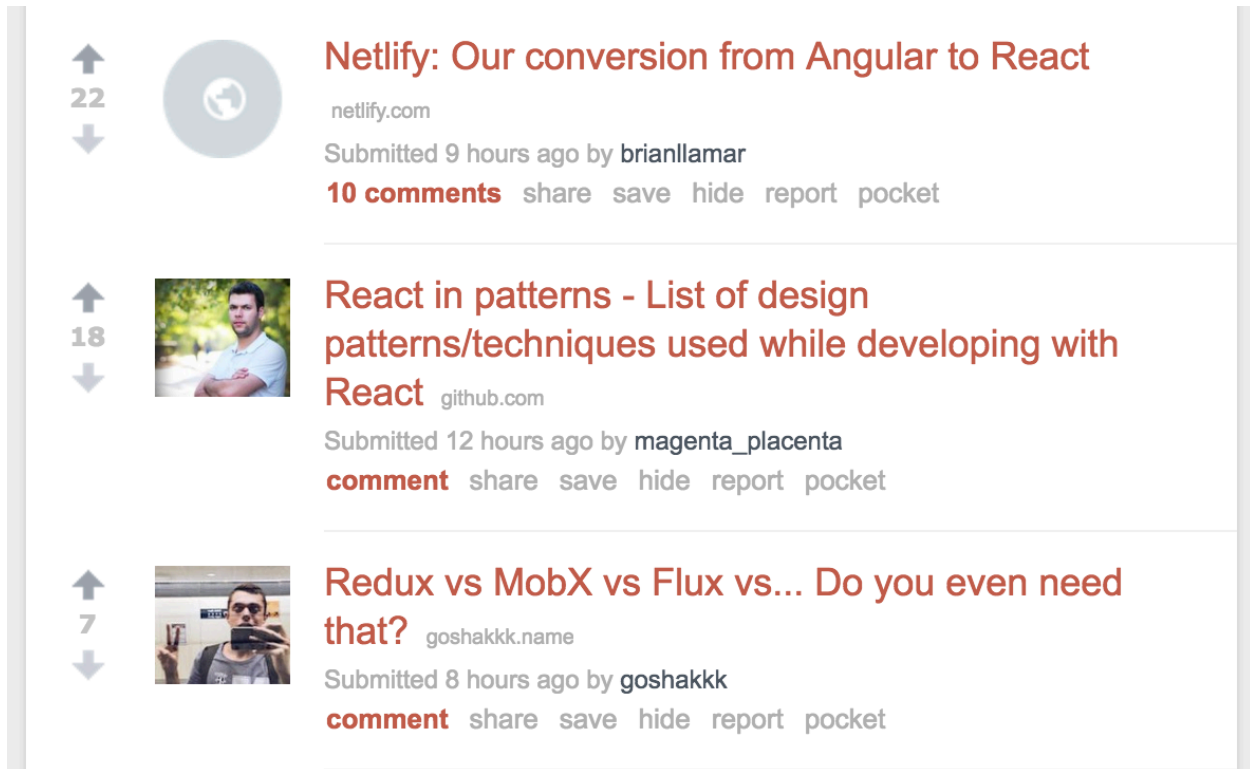 Netlify: Our conversion from Angular to React
netlify.com
22
Submitted 9 hours ago by brianllamar
10 comments share save hide report pocket
React in patterns - List of design
patterns/techniques used while developing with
React github.com
18
Submitted 12 hours ago by magenta_placenta
comment share save hide report pocket
Redux vs MobX vs Flux vs... Do you even need
that? goshakkk.name
7
Submitted 8 hours ago by goshakkk
comment share save hide report pocket